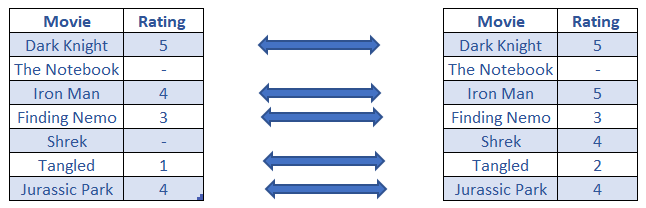 Movie Rating Movie Rating
Dark Knight 5 Dark Knight 5
The Notebook - The Notebook -
Iron Man 4 Iron Man 5
Finding Nemo 3 Finding Nemo 3
Shrek - Shrek 4
Tangled 1 Tangled 2
Jurassic Park 4 Jurassic Park 4